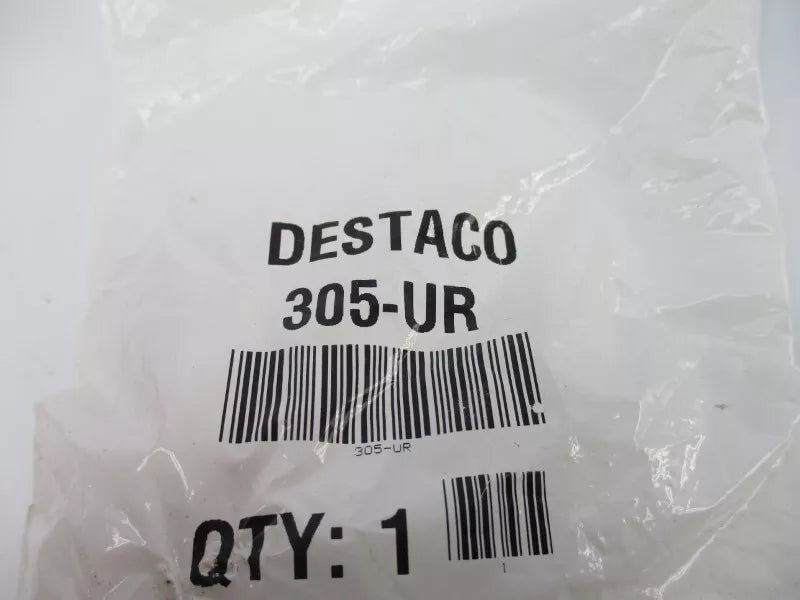 DESTACO
305-UR
305-UR
QTY: 1
1